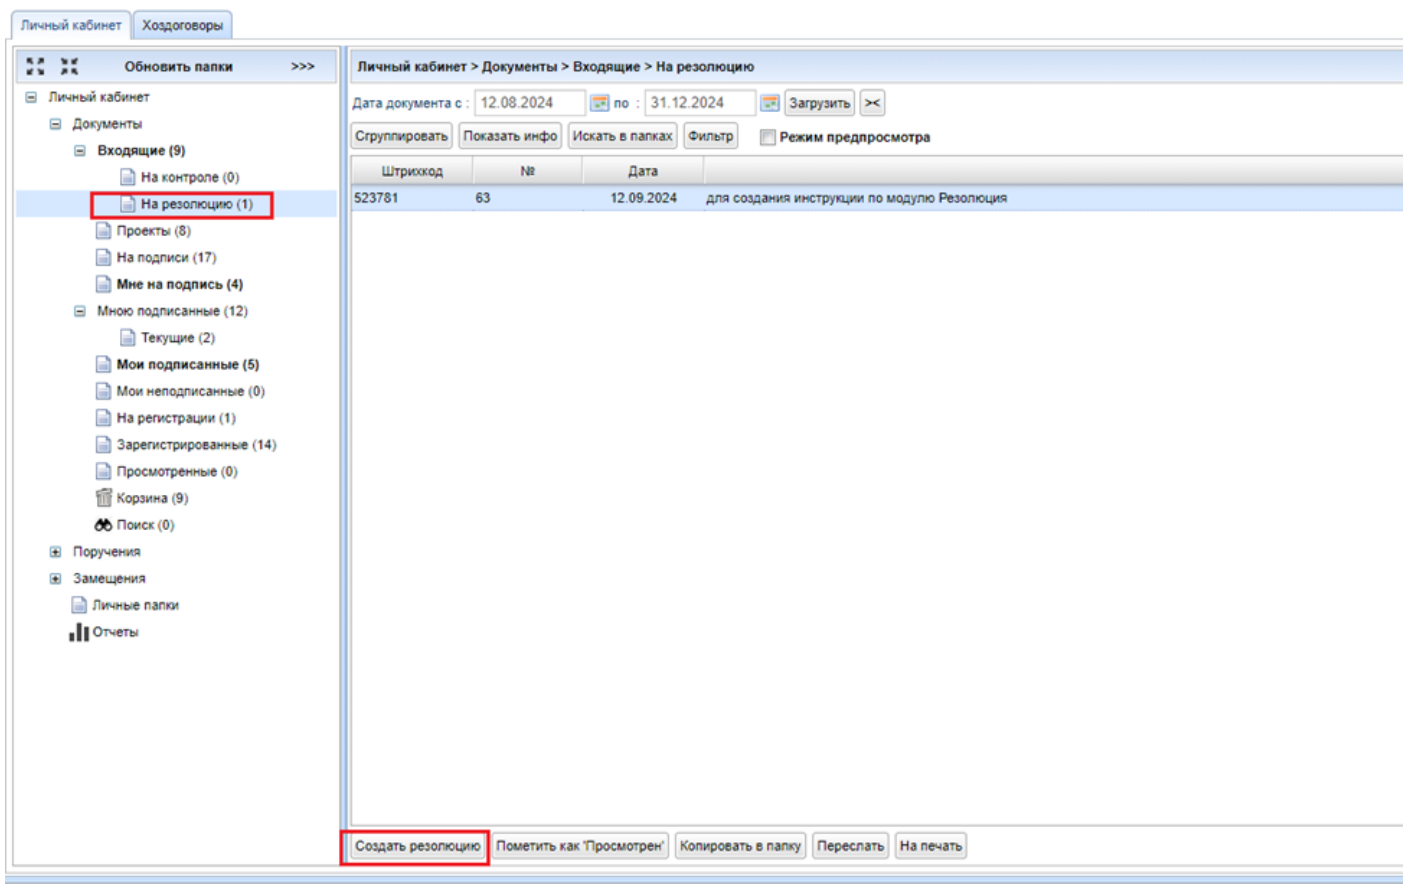 Личный кабинет Хоздоговоры
Обновить папки >>>
Личный кабинет
Документы
Входящие (9)
На контроле (0)
На резолюцию (1)
Проекты (8)
На подписи (17)
Мне на подпись (4)
Мною подписанные (12)
Текущие (2)
Мои подписанные (5)
Мои неподписанные (0)
На регистрации (1)
Зарегистрированные (14)
Просмотренные (0)
Корзина (9)
Поиск (0)
Поручения
Замещения
Личные папки
Отчеты
Личный кабинет > Документы > Входящие > На резолюцию
Дата документа с : 12.08.2024 по : 31.12.2024 Загрузить ><
Сгруппировать Показать инфо Искать в папках Фильтр Режим предпросмотра
Штрихкод № Дата
523781 63 12.09.2024 для создания инструкции по модулю Резолюция
Создать резолюцию Пометить как 'Просмотрен' Копировать в папку Переслать На печать